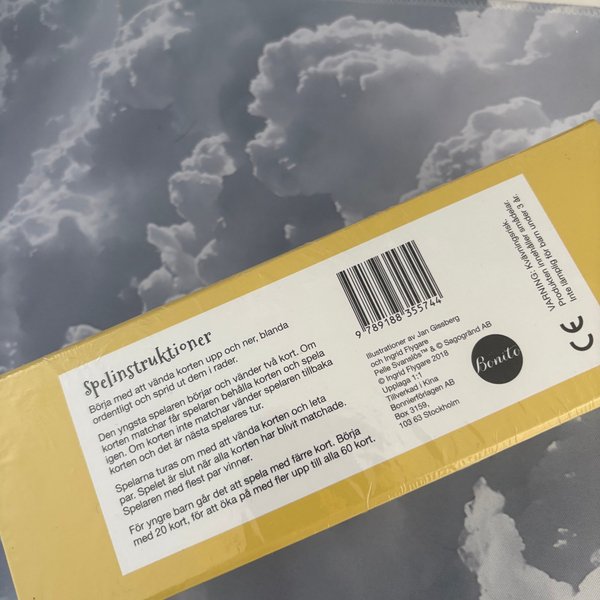 Spelinstruktioner
Börja med att vända korten upp och ner, blanda
ordentligt och sprid ut dem i rader.
Den yngsta spelaren börjar och vänder två kort. Om
korten matchar får spelaren behålla korten och spela
igen. Om korten inte matchar vänder spelaren tillbaka
korten och det är nästa spelares tur.
Spelarna turas om med att vända korten och leta
par. Spelet är slut när alla korten har blivit matchade.
Spelaren med flest par vinner.
För yngre barn går det att spela med färre kort. Börja
med 20 kort, för att öka på med fler upp till alla 60 kort.
9 789188 355744
Illustrationer av Jan Gissberg
och Ingrid Flygare
Pelle Svanslös™ & © Sagogränd AB
© Ingrid Flygare 2018
Upplaga 1:1
Tillverkad i Kina
Bonnierförlagen AB
Box 3159,
103 63 Stockholm
Bonito
VARNING: Kvävningsrisk.
Produkten innehåller smådelar.
Inte lämplig för barn under 3 år.
CE